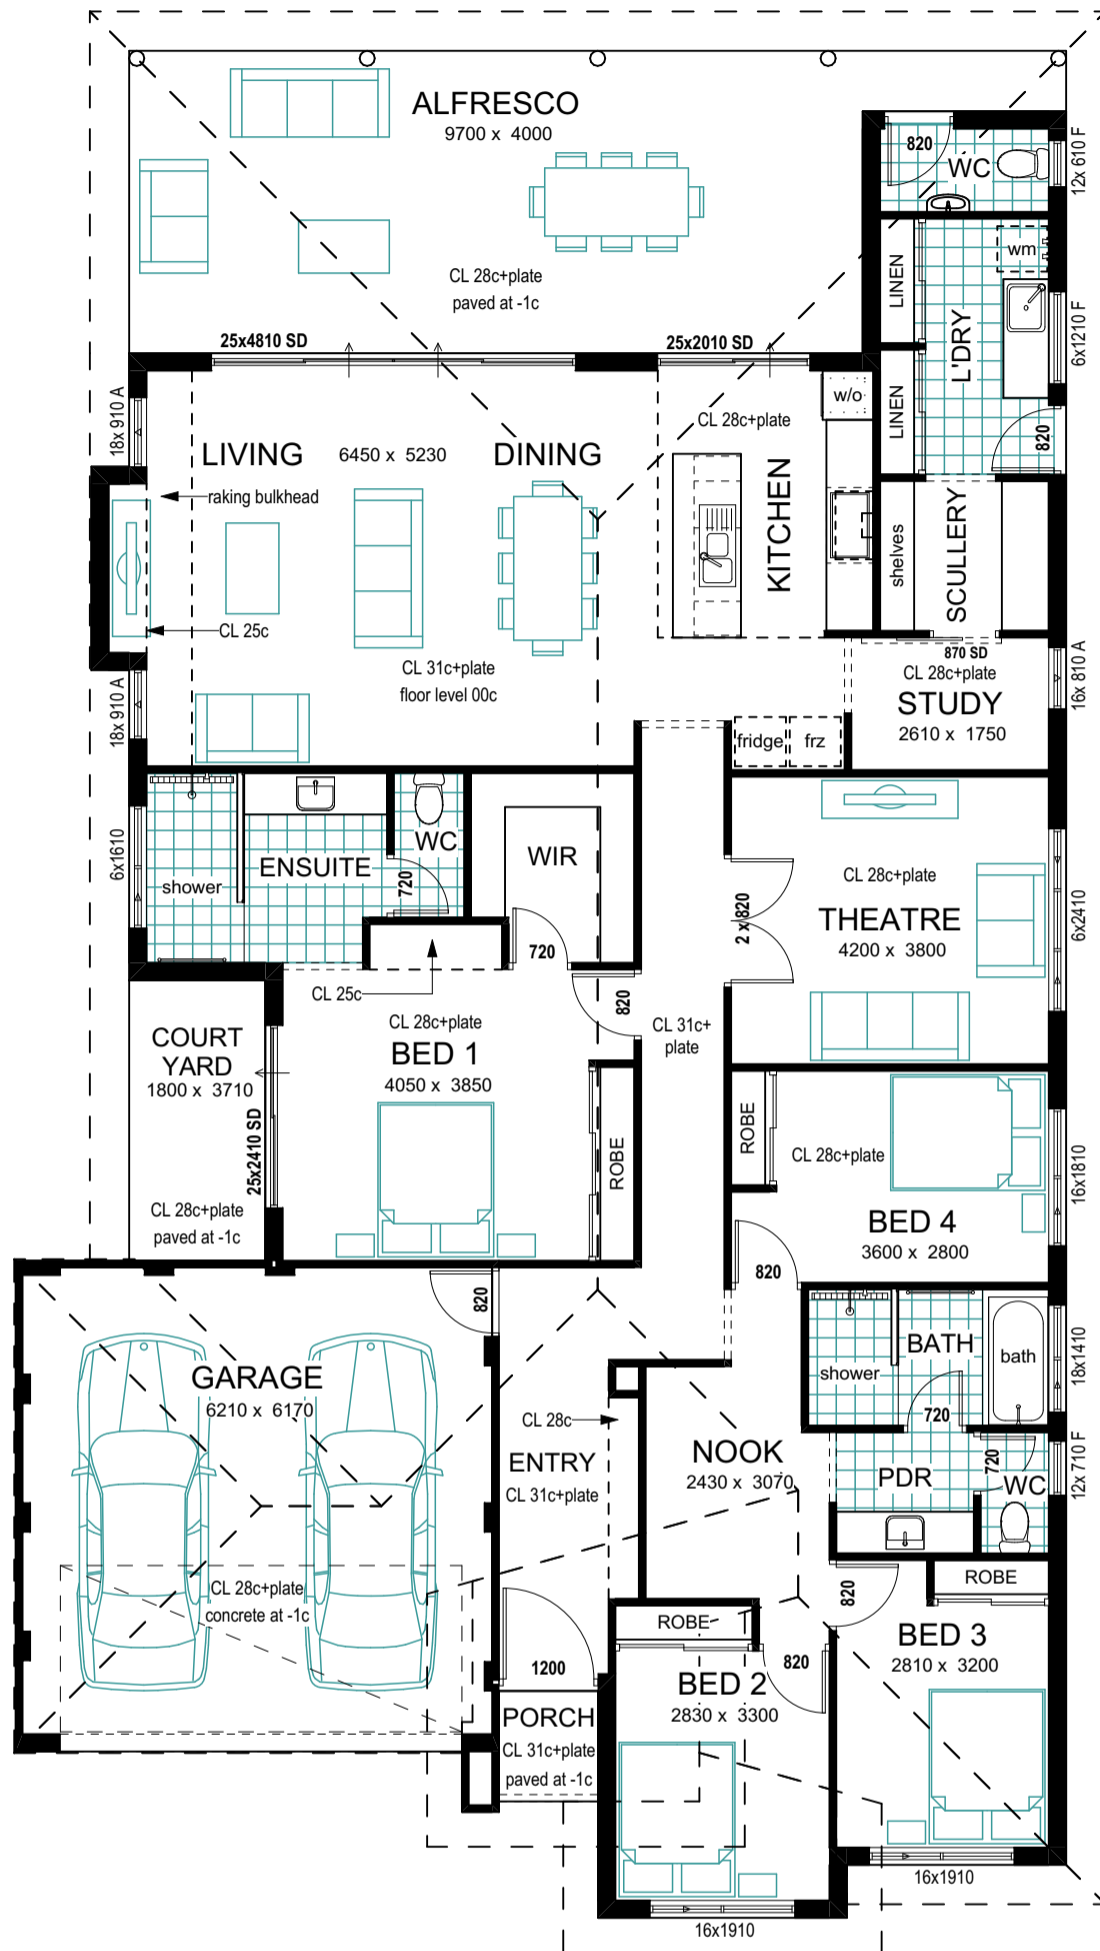 ALFRESCO
9700 x 4000
820
WC
12x 610 F
wm
LINEN
L'DRY
6x1210 F
CL 28c+plate
paved at -1c
25x4810 SD
25x2010 SD
w/o
LINEN
820
18x 910 A
LIVING
6450 x 5230
DINING
CL 28c+plate
KITCHEN
raking bulkhead
shelves
SCULLERY
CL 25c
870 SD
CL 31c+plate
floor level 00c
CL 28c+plate
STUDY
2610 x 1750
16x 810 A
18x 910 A
fridge
frz
6x1610
shower
ENSUITE
WC
720
WIR
720
CL 28c+plate
THEATRE
4200 x 3800
2 x 820
6x2410
CL 25c
820
CL 31c+
plate
COURT
YARD
1800 x 3710
CL 28c+plate
BED 1
4050 x 3850
25x2410 SD
ROBE
ROBE
CL 28c+plate
16x1810
CL 28c+plate
paved at -1c
BED 4
3600 x 2800
820
820
BATH
shower
bath
18x1410
720
GARAGE
6210 x 6170
CL 28c
ENTRY
CL 31c+plate
NOOK
2430 x 3070
PDR
720
WC
12x 710 F
CL 28c+plate
concrete at -1c
820
ROBE
ROBE
1200
820
BED 3
2810 x 3200
BED 2
2830 x 3300
PORCH
CL 31c+plate
paved at -1c
16x1910
16x1910